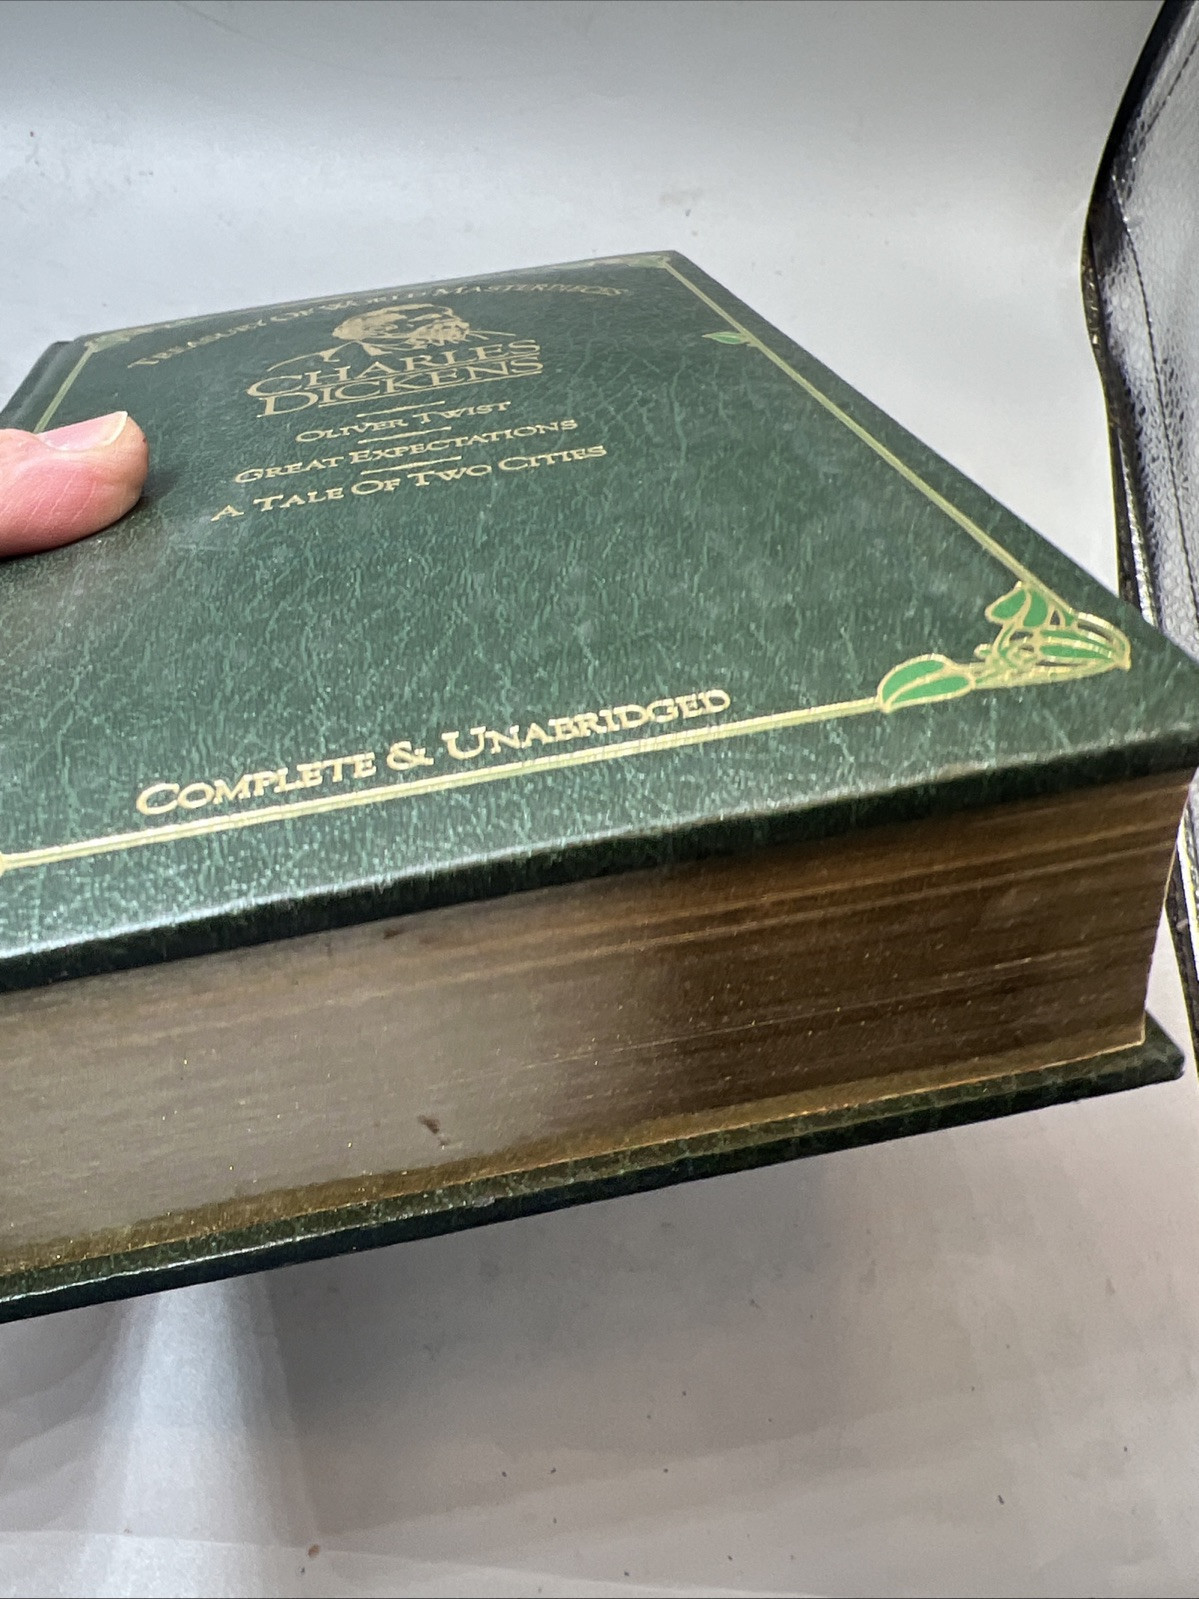 Treasury Of World Masterpieces
Charles
Dickens
Oliver Twist
Great Expectations
A Tale Of Two Cities
Complete & Unabridged